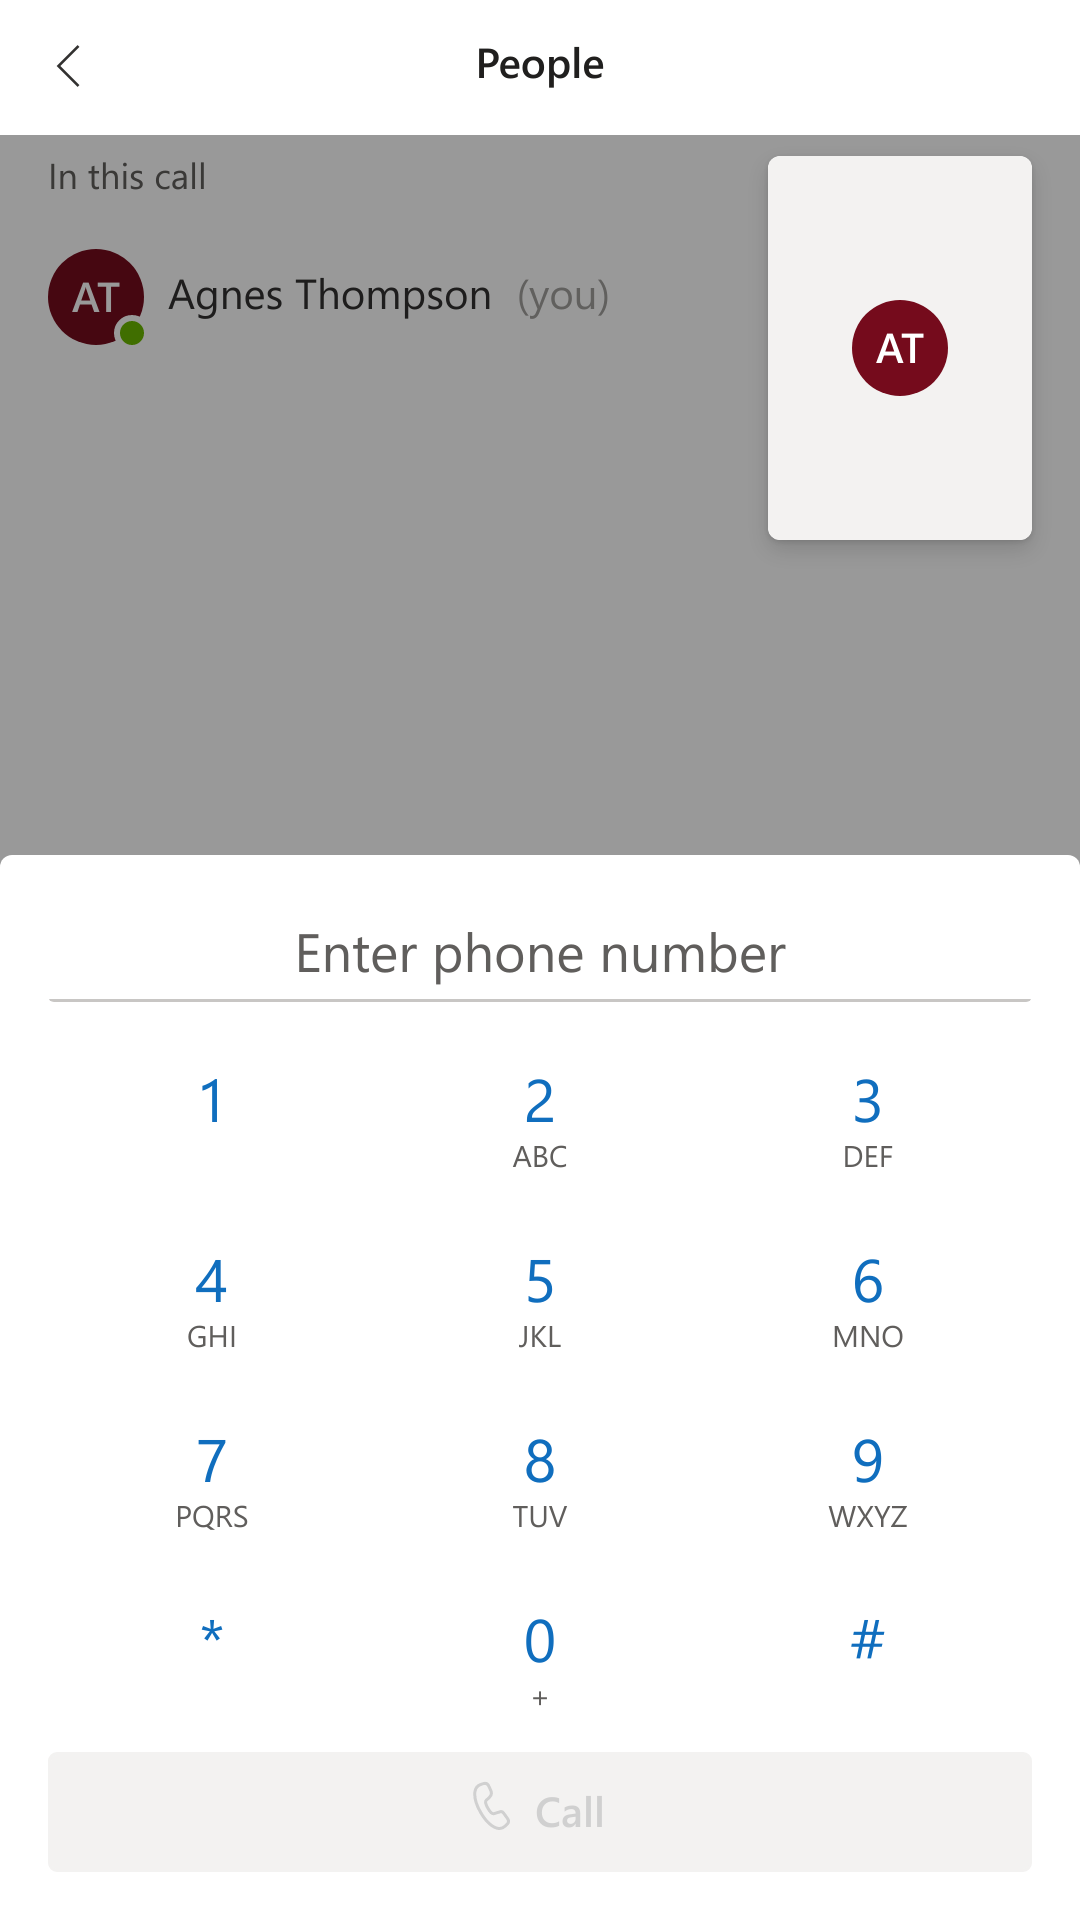 People
In this call
AT Agnes Thompson (you)
AT
Enter phone number
1 2 3
ABC DEF
4 5 6
GHI JKL MNO
7 8 9
PQRS TUV WXYZ
* 0 #
+
Call